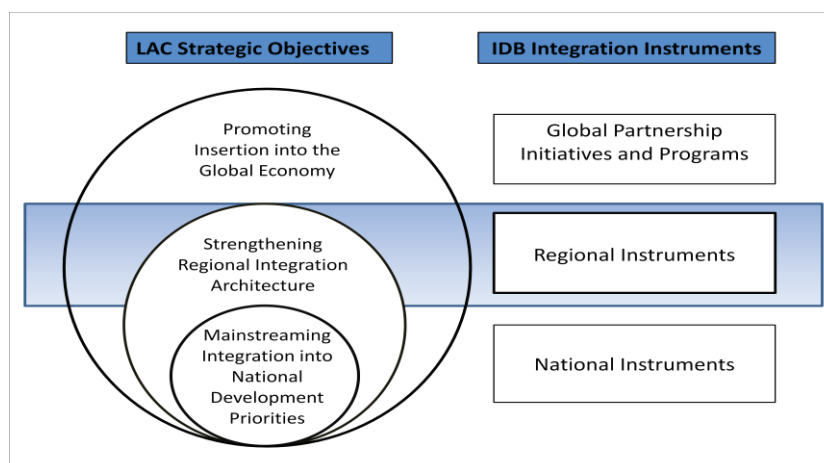 LAC Strategic Objectives
IDB Integration Instruments
Promoting
Insertion into the
Global Economy
Global Partnership
Initiatives and Programs
Strengthening
Regional Integration
Architecture
Regional Instruments
Mainstreaming
Integration into
National
Development
Priorities
National Instruments